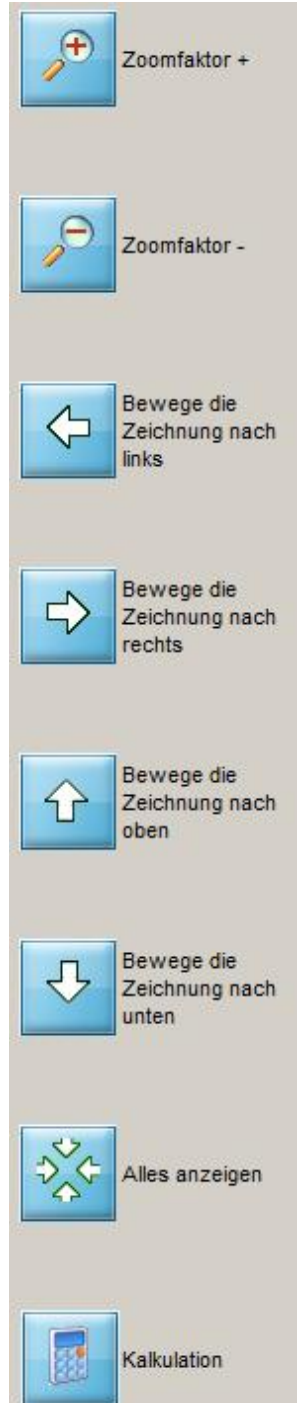 Zoomfaktor +
Zoomfaktor -
Bewege die
Zeichnung nach
links
Bewege die
Zeichnung nach
rechts
Bewege die
Zeichnung nach
oben
Bewege die
Zeichnung nach
unten
Alles anzeigen
Kalkulation